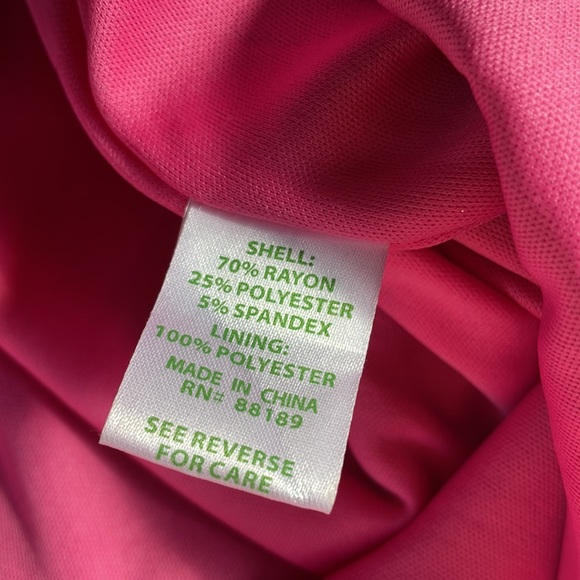 SHELL:
70% RAYON
25% POLYESTER
5% SPANDEX
LINING:
100% POLYESTER
MADE IN CHINA
RN# 88189
SEE REVERSE
FOR CARE